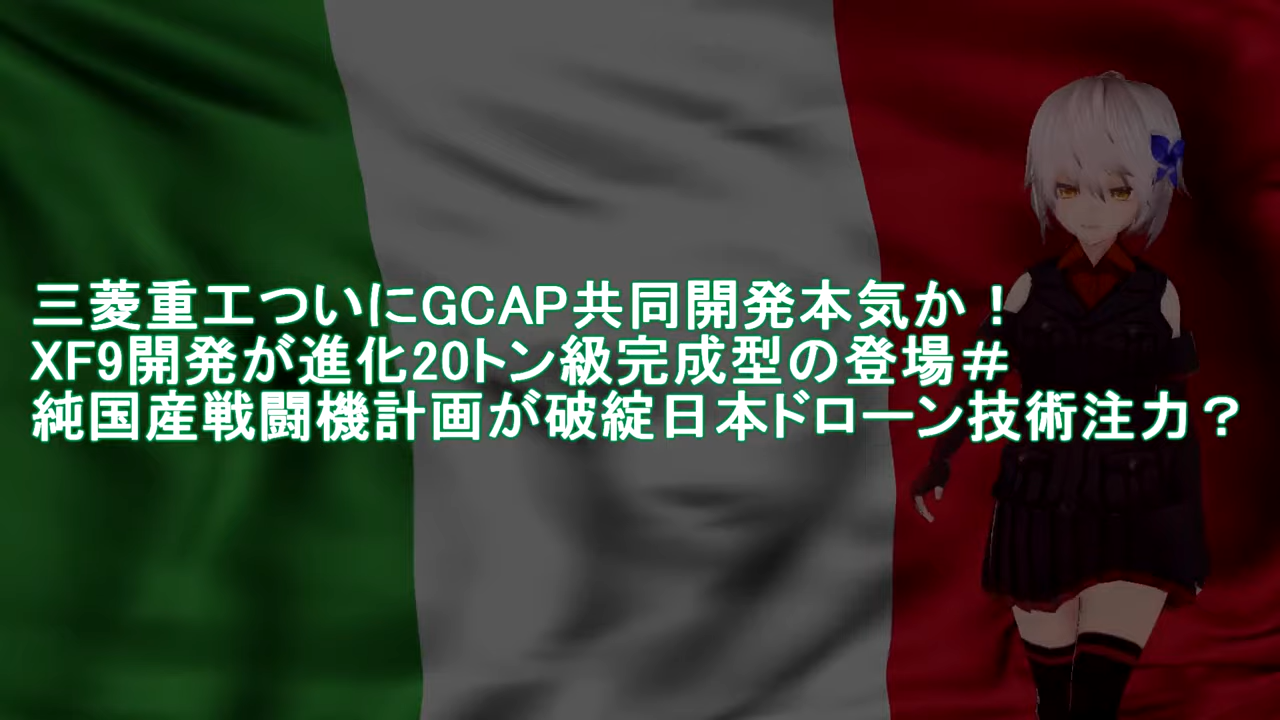 三菱重工ついにGCAP共同開発本気か！
XF9開発が進化20トン級完成型の登場＃
純国産戦闘機計画が破綻日本ドローン技術注力？